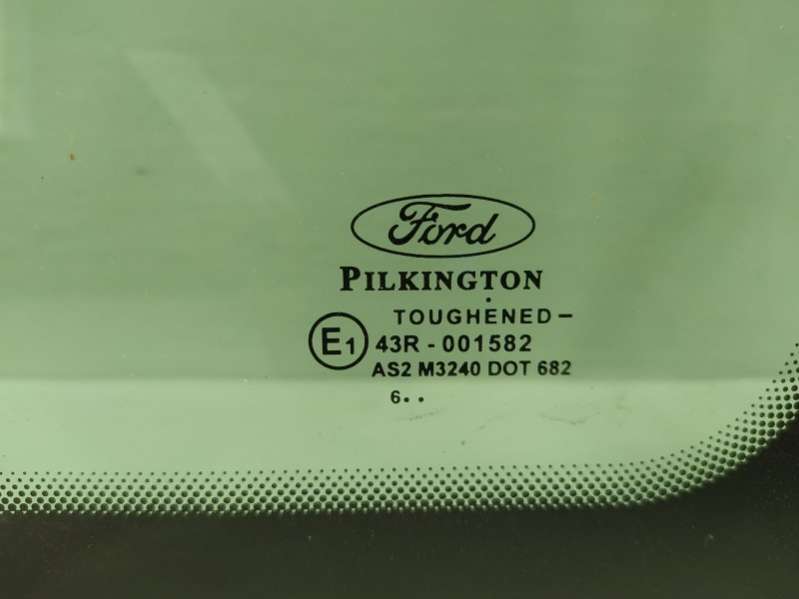 Ford
PILKINGTON
TOUGHENED –
E1 43R - 001582
AS2 M3240 DOT 682
6..